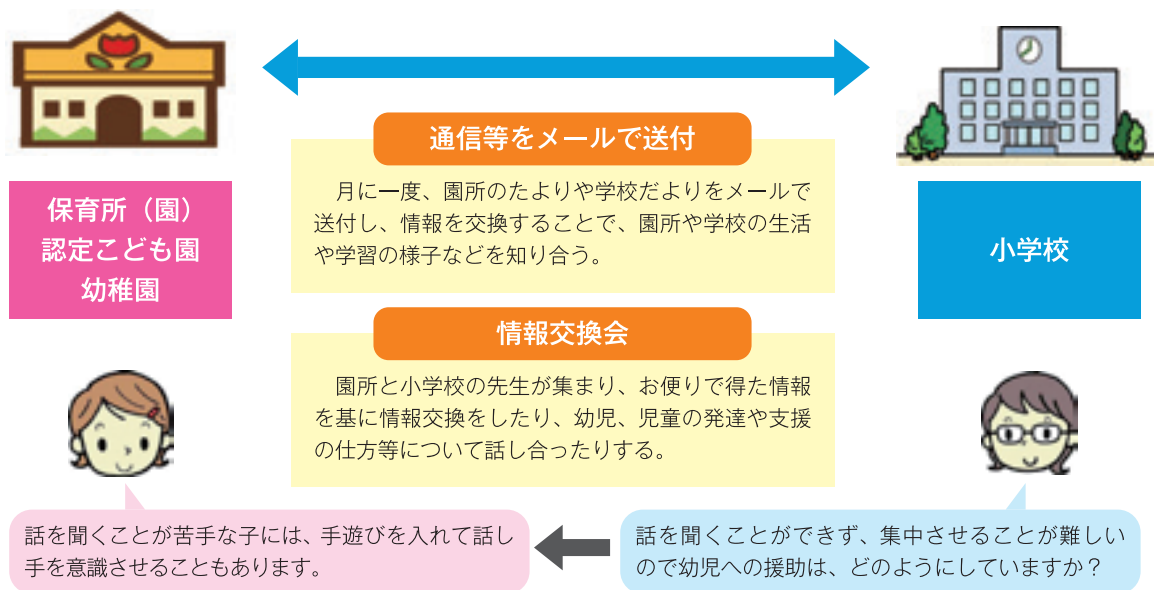 通信等をメールで送付
月に一度、園所のたよりや学校だよりをメールで
送付し、情報を交換することで、園所や学校の生活
や学習の様子などを知り合う。
保育所（園）
認定こども園
幼稚園
小学校
情報交換会
園所と小学校の先生が集まり、お便りで得た情報
を基に情報交換をしたり、幼児、児童の発達や支援
の仕方等について話し合ったりする。
話を聞くことが苦手な子には、手遊びを入れて話し
手を意識させることもあります。
話を聞くことができず、集中させることが難しい
ので幼児への援助は、どのようにしていますか？